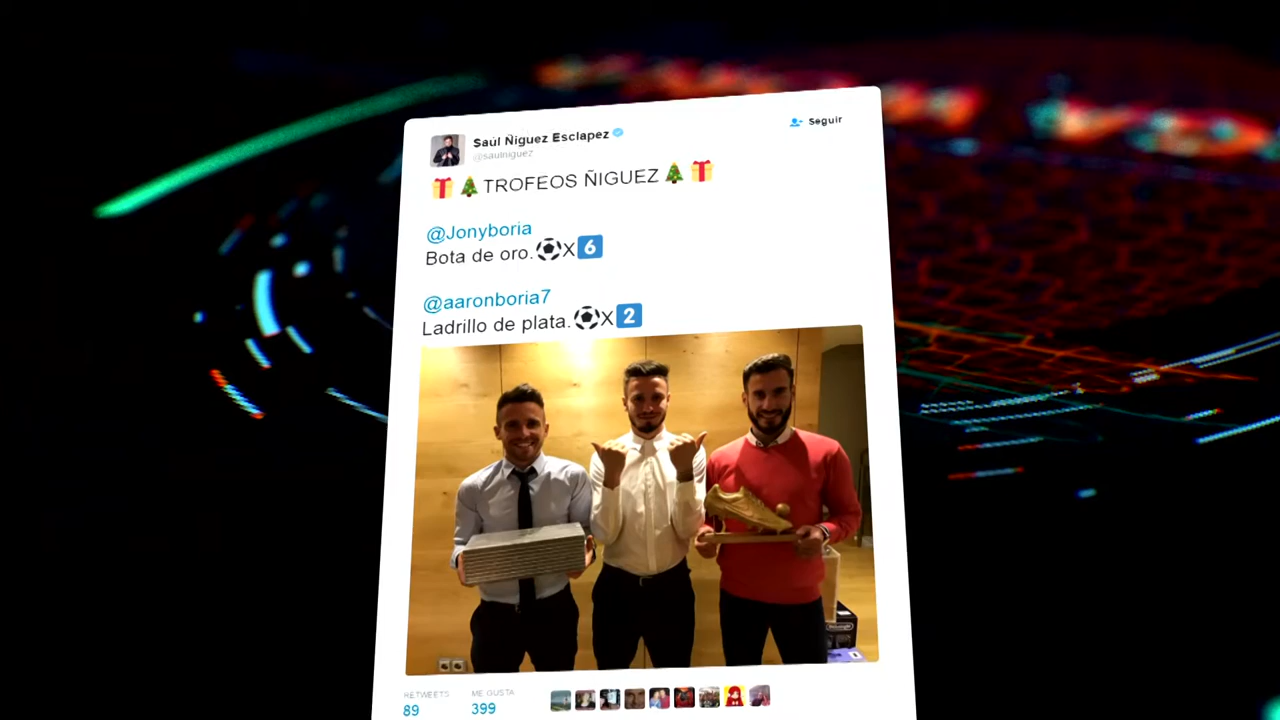 Saúl Ñiguez Esclapez
@saulniguez
Seguir
TROFEOS ÑIGUEZ
@Jonyboria
Bota de oro.⚽X6️⃣
@aaronboria7
Ladrillo de plata.⚽X2️⃣
RETWEETS
89
ME GUSTA
399